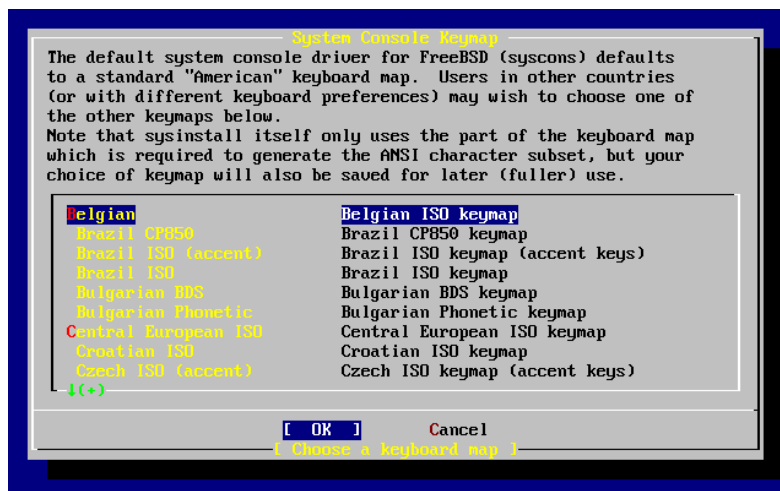 System Console Keymap
The default system console driver for FreeBSD (syscons) defaults
to a standard "American" keyboard map.  Users in other countries
(or with different keyboard preferences) may wish to choose one of
the other keymaps below.
Note that sysinstall itself only uses the part of the keyboard map
which is required to generate the ANSI character subset, but your
choice of keymap will also be saved for later (fuller) use.
Belgian Belgian ISO keymap
Brazil CP850 Brazil CP850 keymap
Brazil ISO (accent) Brazil ISO keymap (accent keys)
Brazil ISO Brazil ISO keymap
Bulgarian BDS Bulgarian BDS keymap
Bulgarian Phonetic Bulgarian Phonetic keymap
Central European ISO Central European ISO keymap
Croatian ISO Croatian ISO keymap
Czech ISO (accent) Czech ISO keymap (accent keys)
↓(+)
[ OK ] Cancel
[ Choose a keyboard map ]